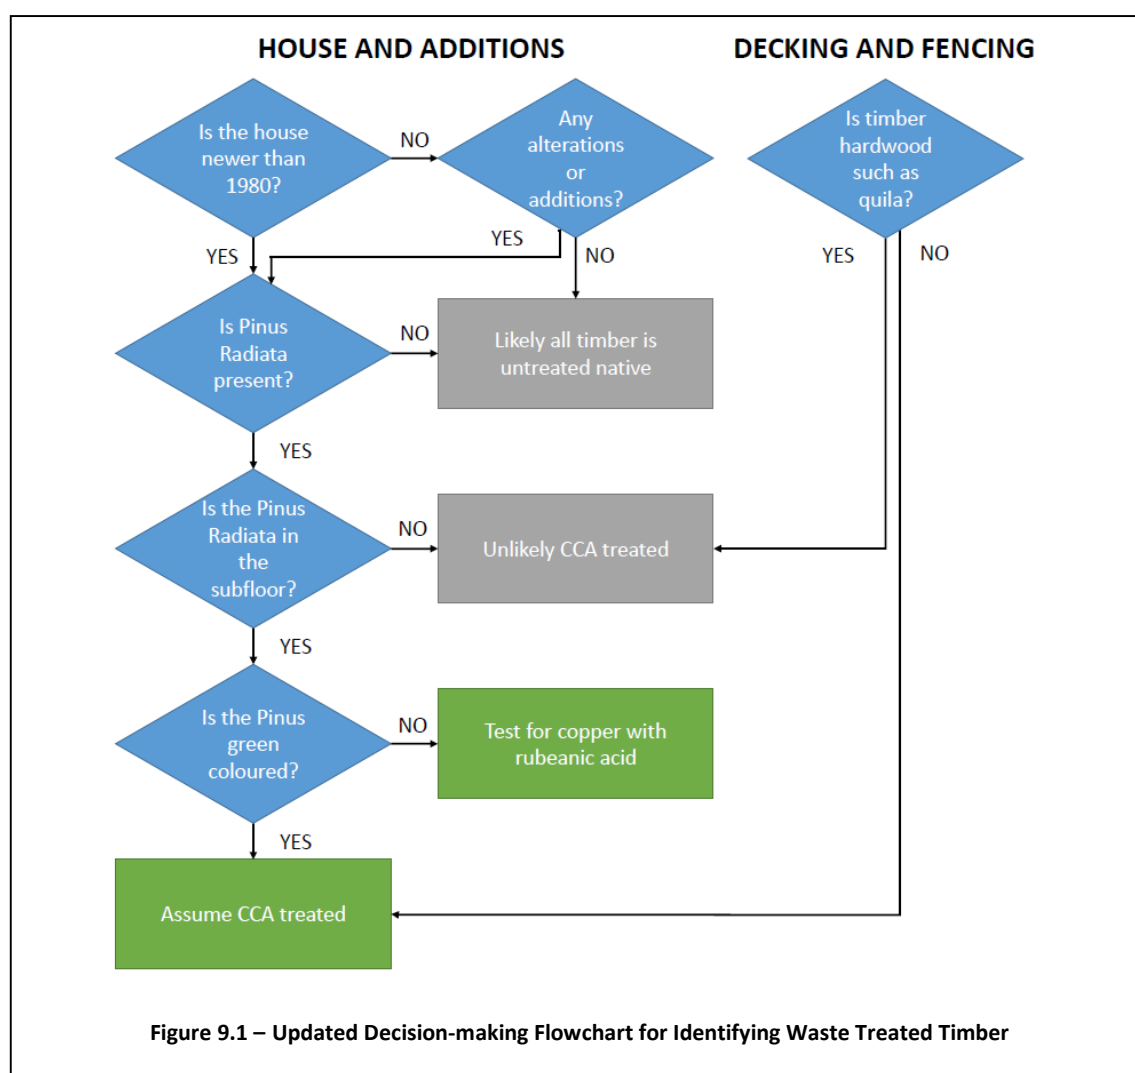 HOUSE AND ADDITIONS
DECKING AND FENCING
Is the house
newer than
1980?
NO
Any
alterations
or
additions?
Is timber
hardwood
such as
quila?
YES
YES
NO
YES
NO
Is Pinus
Radiata
present?
NO
Likely all timber is
untreated native
YES
Is the Pinus
Radiata in
the
subfloor?
NO
Unlikely CCA treated
YES
Is the Pinus
green
coloured?
NO
Test for copper with
rubeanic acid
YES
Assume CCA treated
Figure 9.1 – Updated Decision-making Flowchart for Identifying Waste Treated Timber